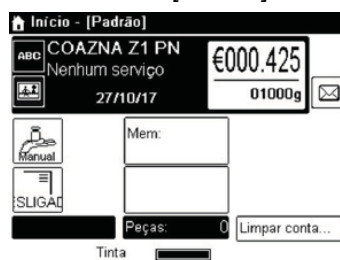 Início - [Padrão]
ABC COAZNA Z1 PN
€000.425
Nenhum serviço
27/10/17
01000g
Manual
Mem:
ESLIGAD
Peças: 0
Limpar conta...
Tinta